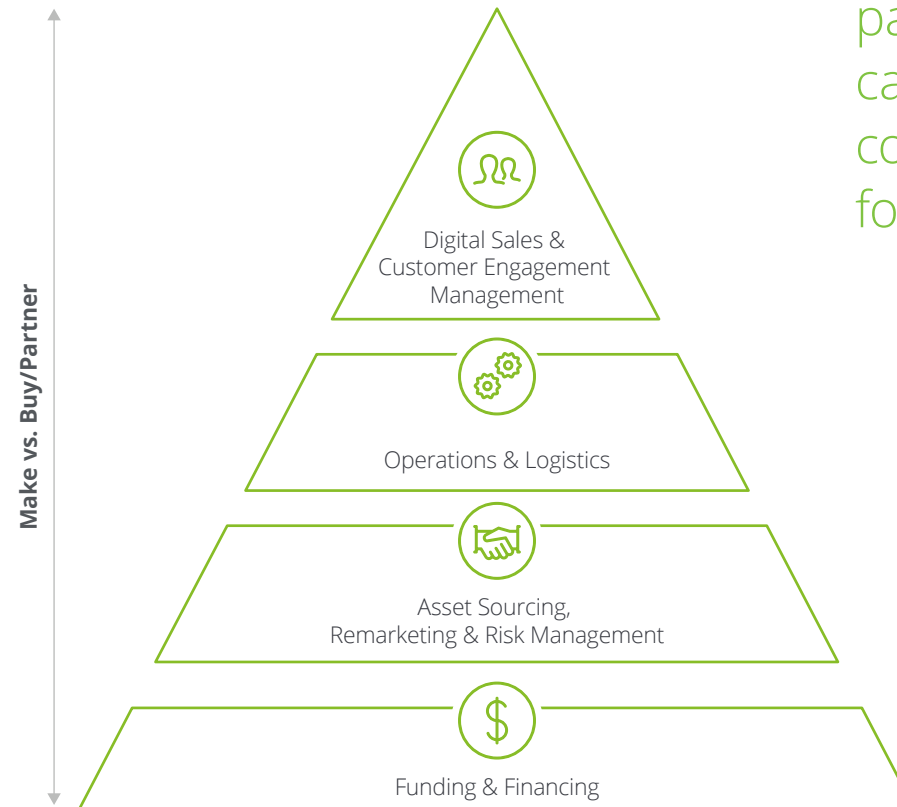 Make vs. Buy/Partner
Digital Sales &
Customer Engagement
Management
Operations & Logistics
Asset Sourcing,
Remarketing & Risk Management
$
Funding & Financing